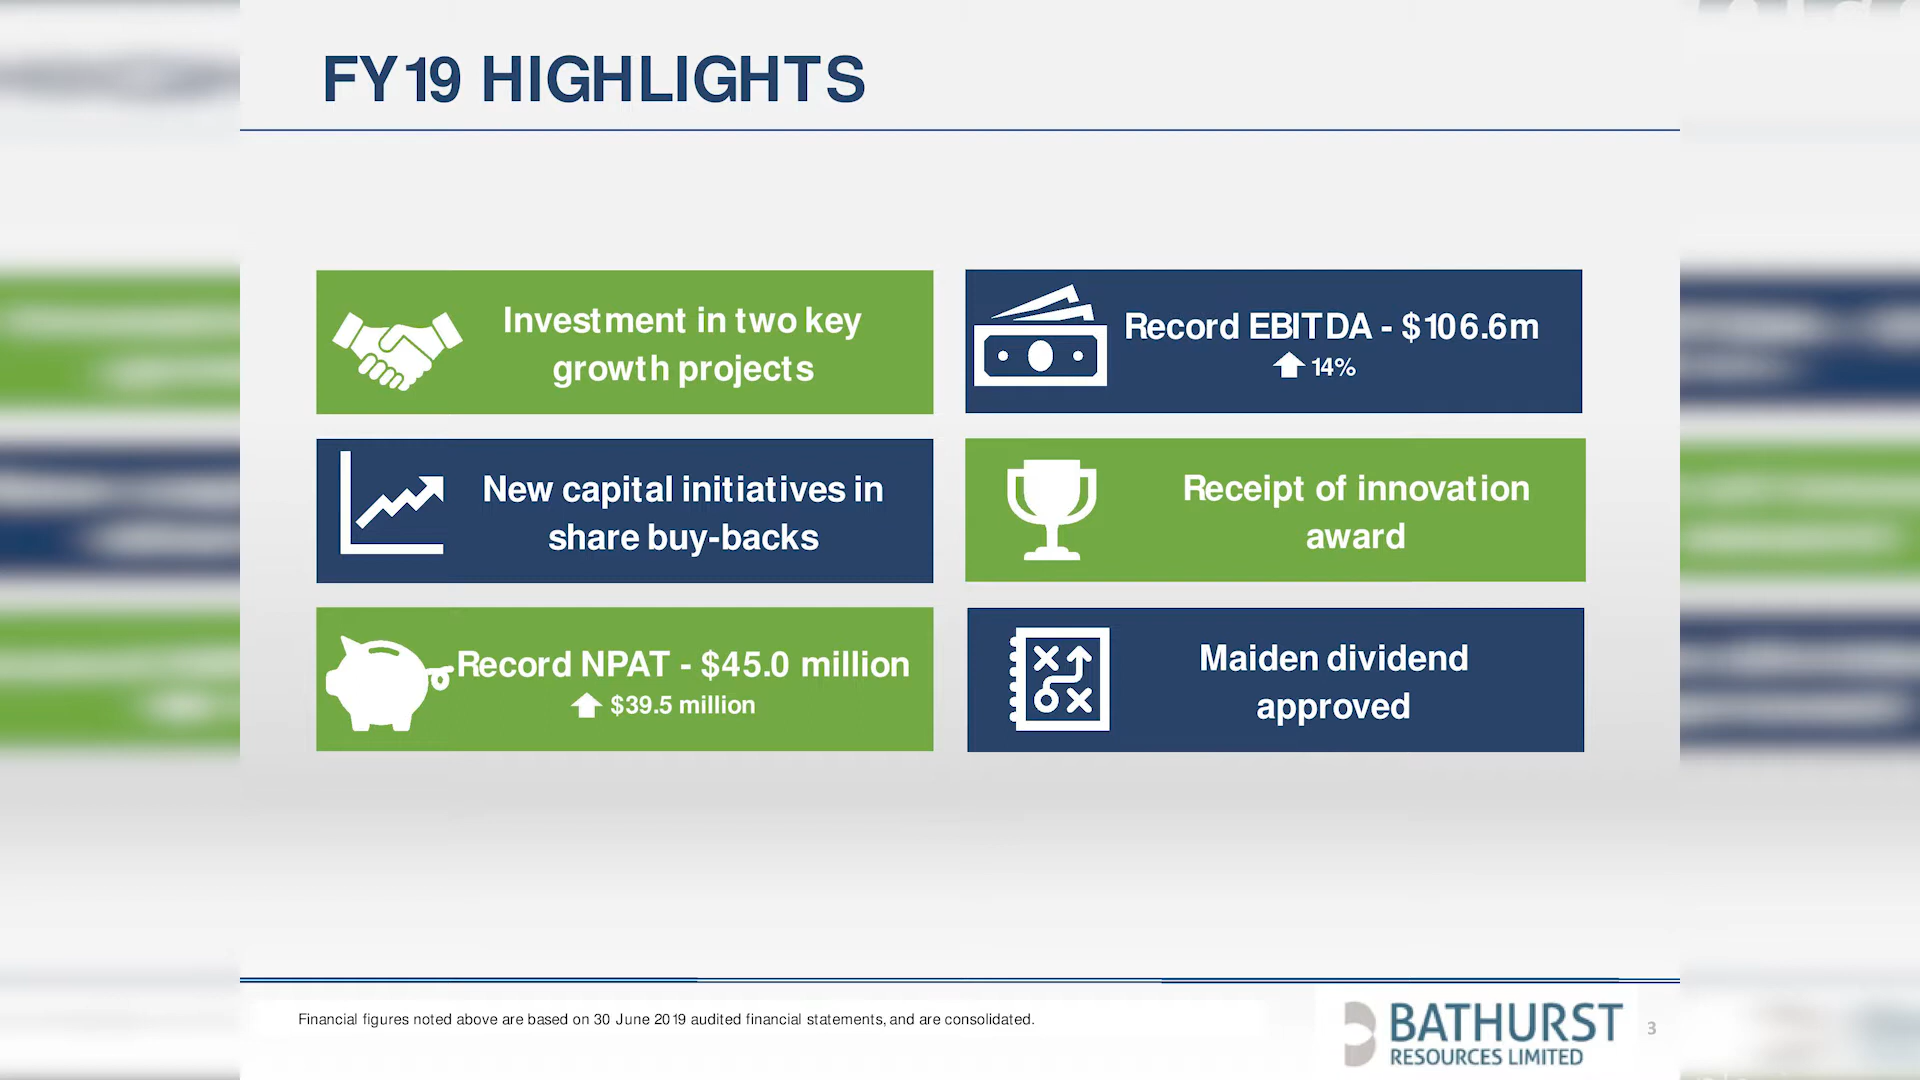 FY19 HIGHLIGHTS
Investment in two key
growth projects
Record EBITDA - $106.6m
14%
New capital initiatives in
share buy-backs
Receipt of innovation
award
Record NPAT - $45.0 million
$39.5 million
Maiden dividend
approved
Financial figures noted above are based on 30 June 2019 audited financial statements, and are consolidated.
BATHURST
RESOURCES LIMITED
3